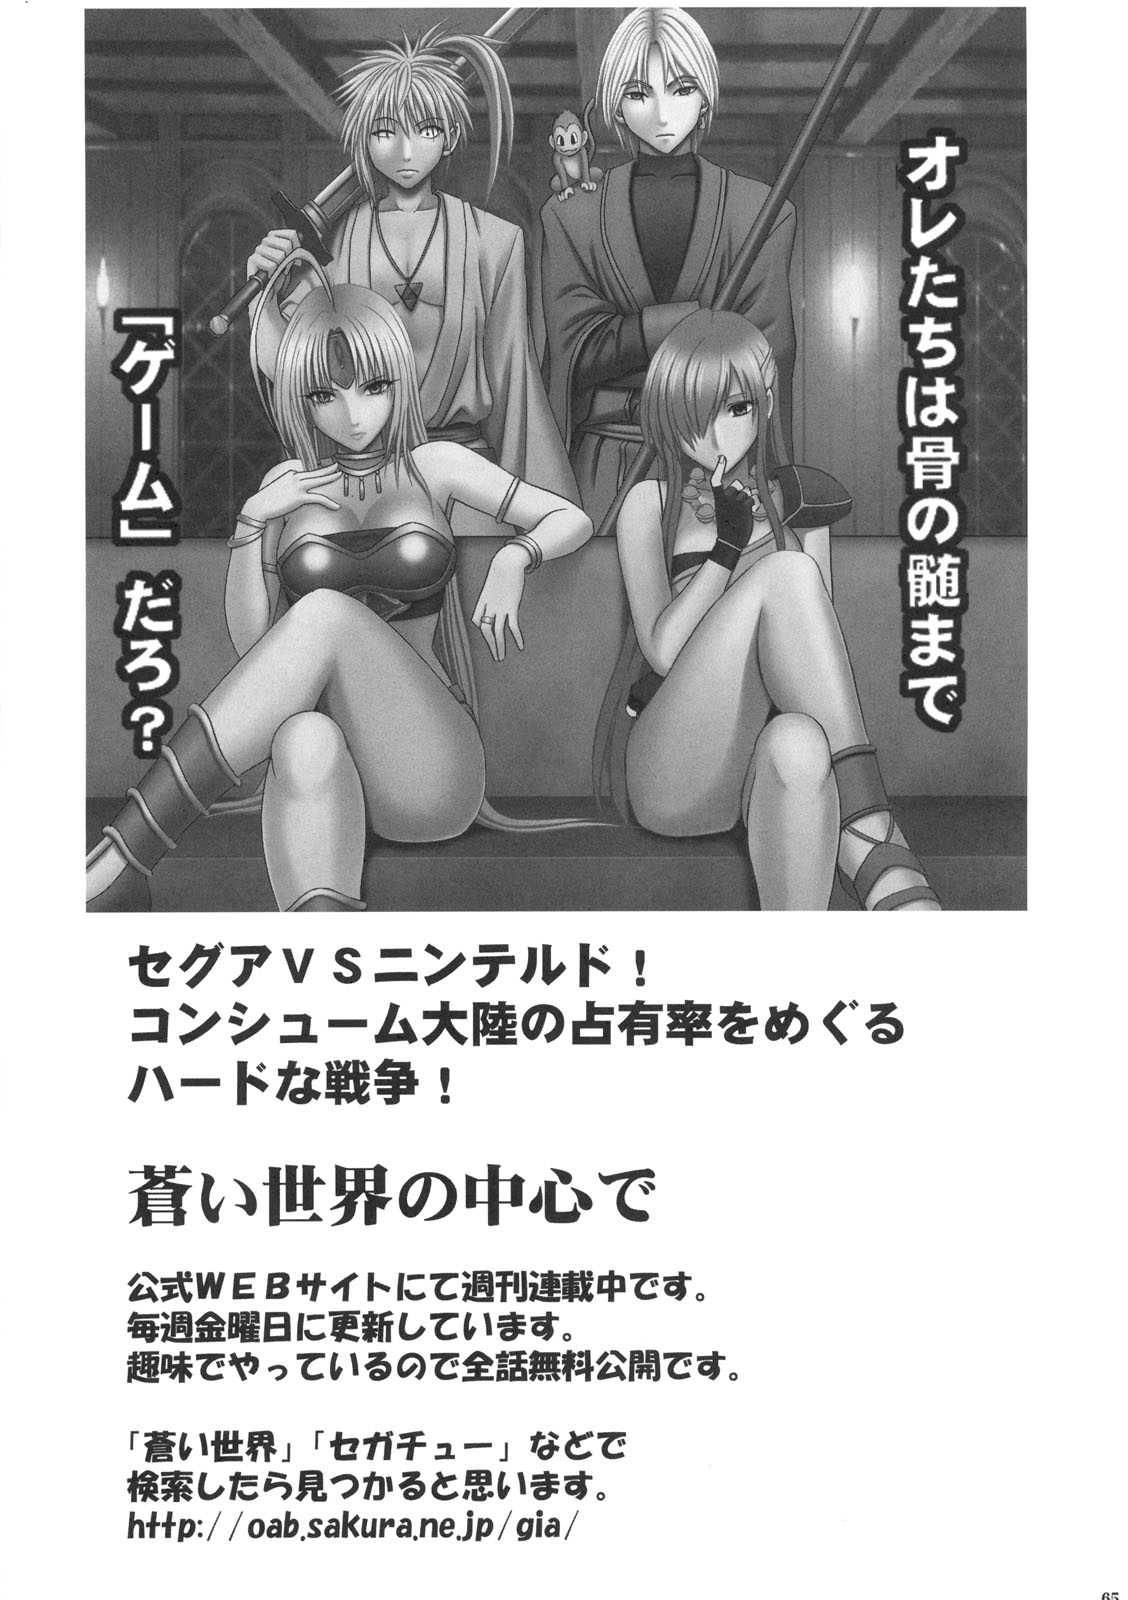 オレたちは骨の髄まで
「ゲーム」だろ？
セグアＶＳニンテルド！
コンシューム大陸の占有率をめぐる
ハードな戦争！
蒼い世界の中心で
公式ＷＥＢサイトにて週刊連載中です。
毎週金曜日に更新しています。
趣味でやっているので全話無料公開です。
「蒼い世界」「セガチュー」などで
検索したら見つかると思います。
http://oab.sakura.ne.jp/gia/
65